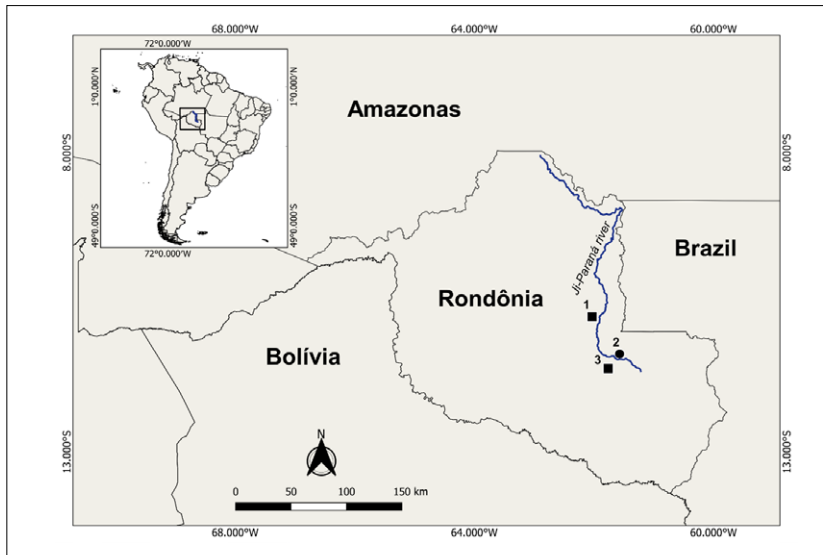 68.000°W
64.000°W
60.000°W
72°0.000'W
1°0.000'N
1°0.000'N
49°0.000'S
49°0.000'S
72°0.000'W
8.000°S
8.000°S
Amazonas
Ji-Paraná river
Brazil
Rondônia
1
2
3
Bolívia
13.000°S
13.000°S
N
0 50 100 150 km
68.000°W
64.000°W
60.000°W